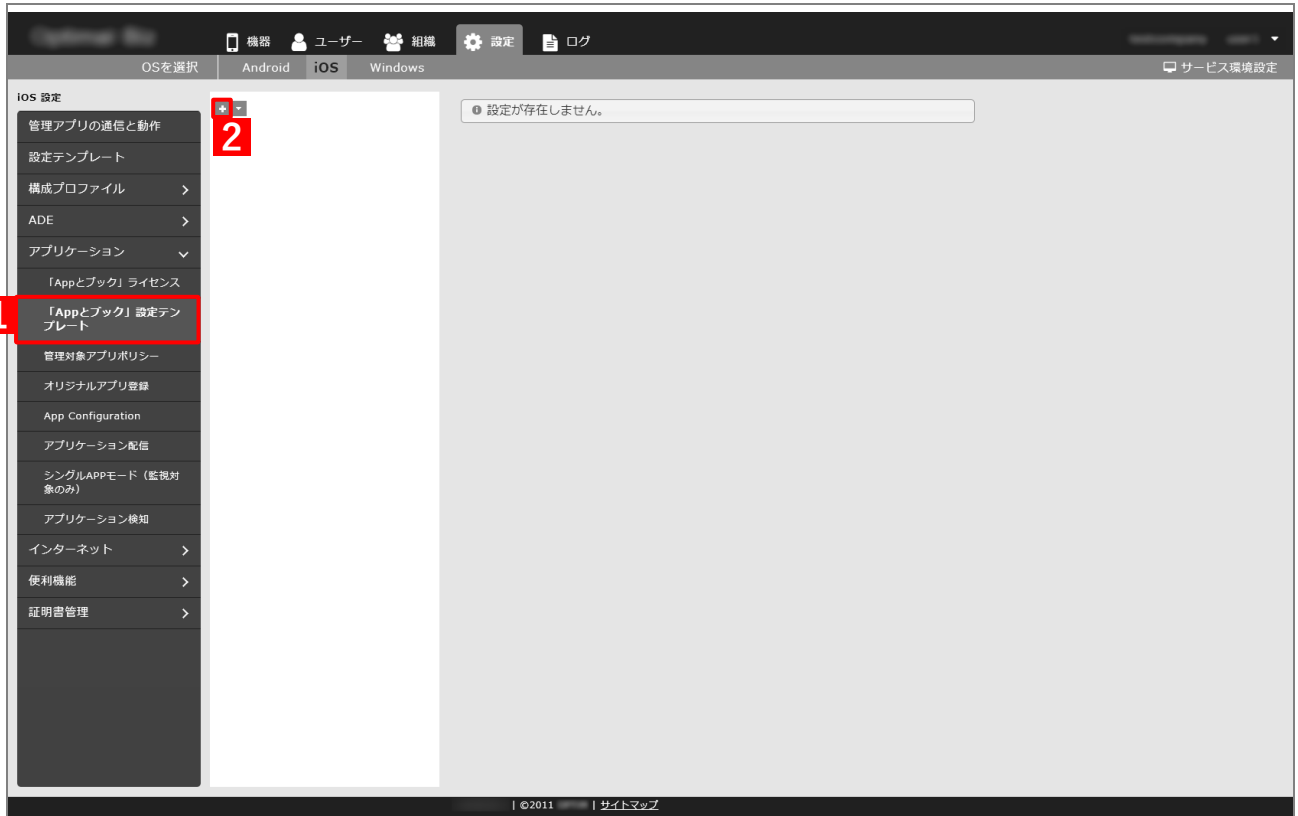 機器
ユーザー
組織
設定
ログ
OSを選択
Android
iOS
Windows
サービス環境設定
iOS 設定
管理アプリの通信と動作
設定テンプレート
構成プロファイル
ADE
アプリケーション
「Appとブック」ライセンス
「Appとブック」設定テン
プレート
管理対象アプリポリシー
オリジナルアプリ登録
App Configuration
アプリケーション配信
シングルAPPモード（監視対
象のみ）
アプリケーション検知
インターネット
便利機能
証明書管理
1
2
設定が存在しません。
| ©2011 | サイトマップ